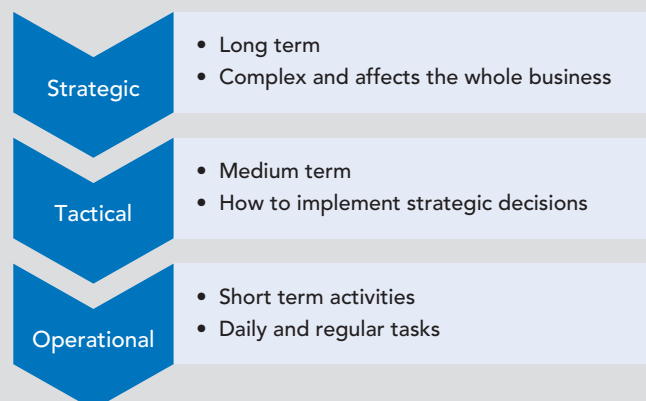 Strategic
• Long term
• Complex and affects the whole business
Tactical
• Medium term
• How to implement strategic decisions
Operational
• Short term activities
• Daily and regular tasks